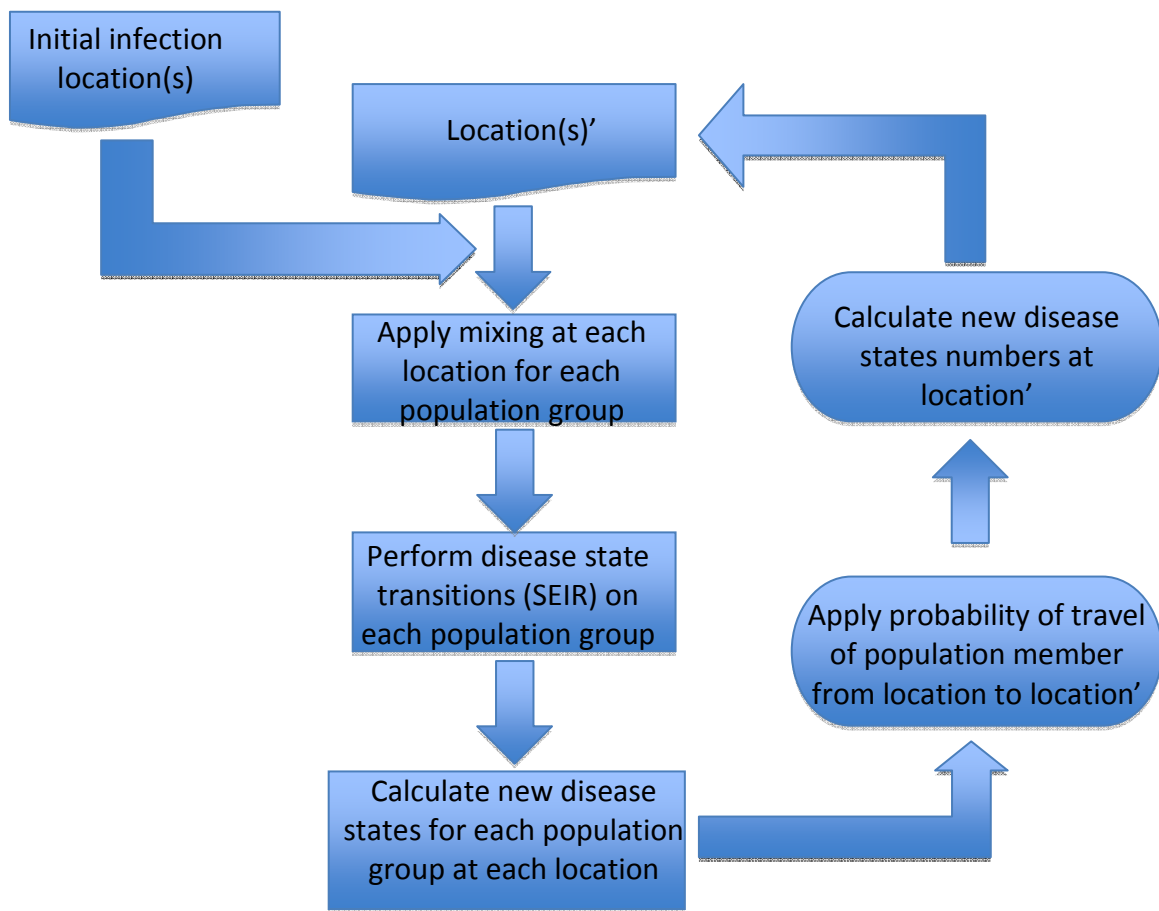 Initial infection
location(s)
Location(s)’
Apply mixing at each
location for each
population group
Perform disease state
transitions (SEIR) on
each population group
Calculate new disease
states for each population
group at each location
Apply probability of travel
of population member
from location to location’
Calculate new disease
states numbers at
location’